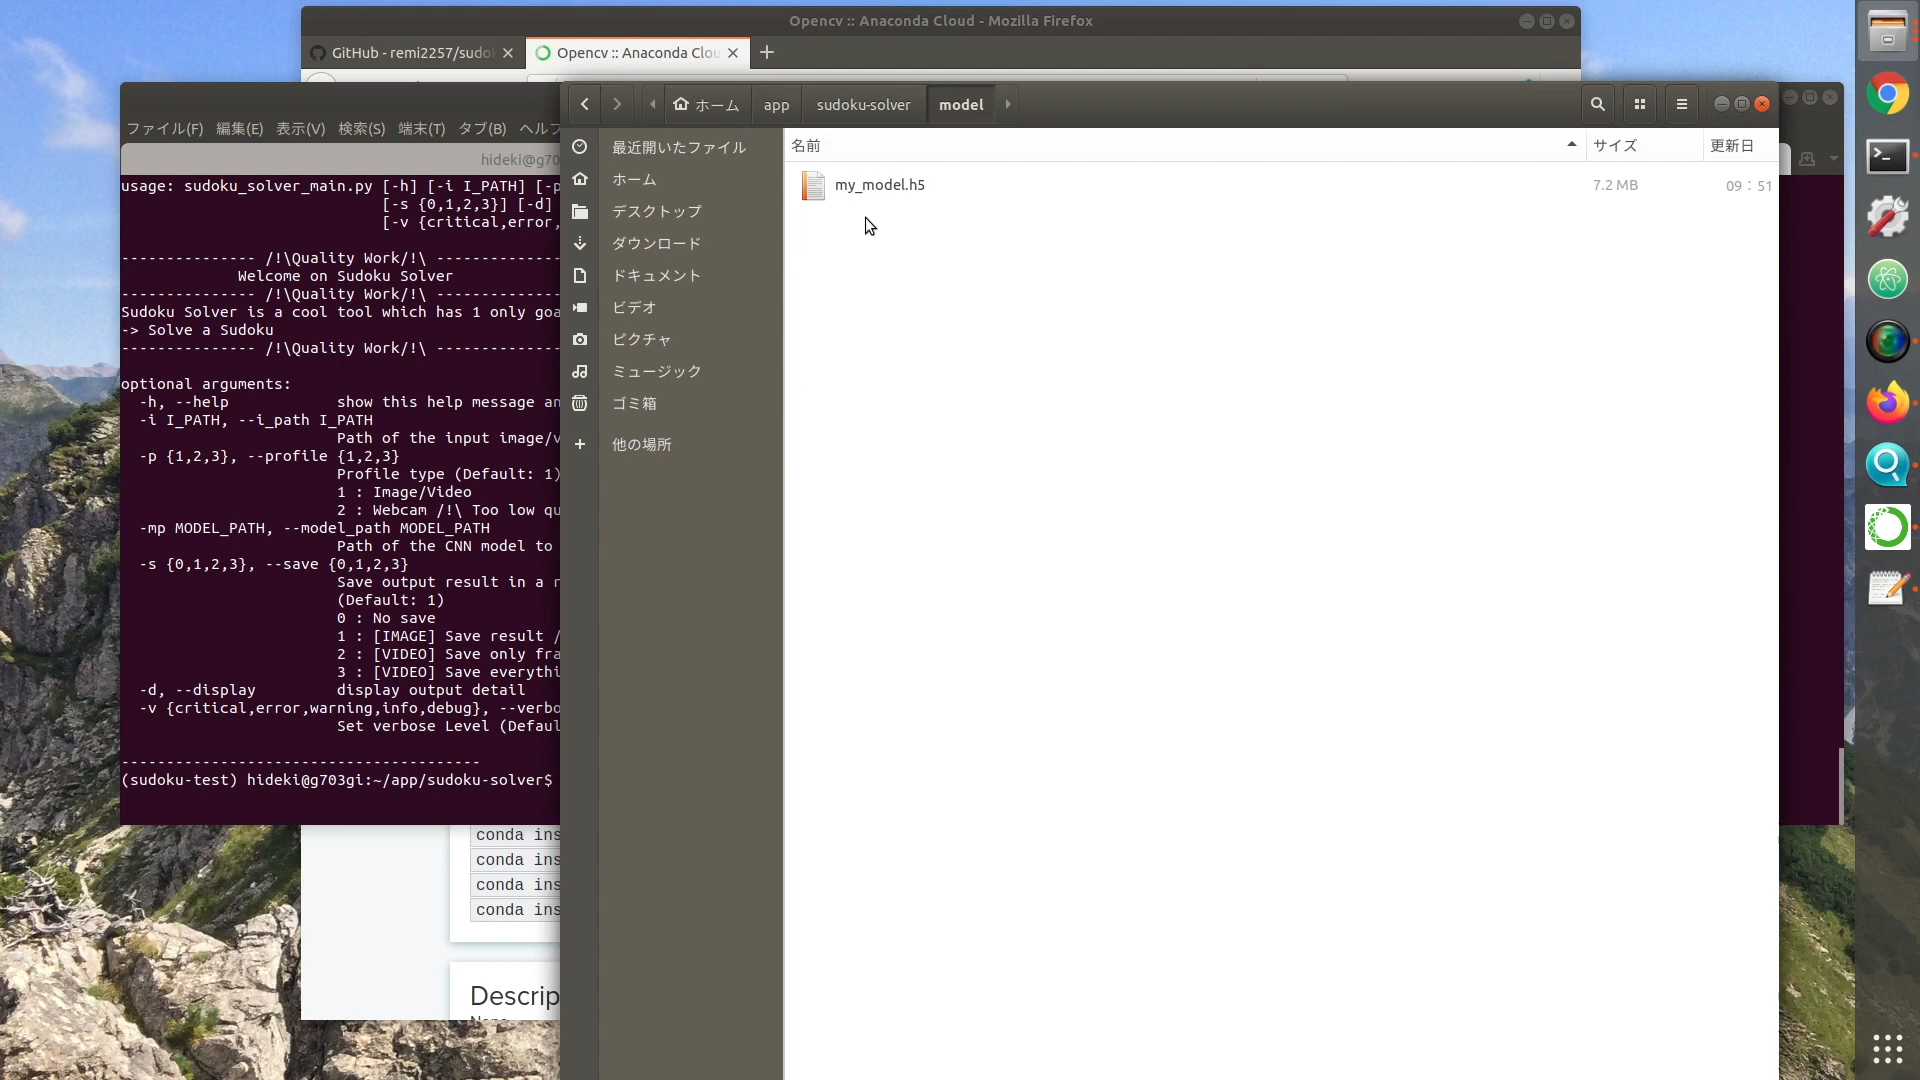 Opencv :: Anaconda Cloud - Mozilla Firefox
GitHub - remi2257/sudok
Opencv :: Anaconda Clou
ファイル(F) 編集(E) 表示(V) 検索(S) 端末(T) タブ(B) ヘルプ
hideki@g70
usage: sudoku_solver_main.py [-h] [-i I_PATH] [-p
[-s {0,1,2,3}] [-d]
[-v {critical,error,
--------------- /!\Quality Work/!\ --------------
Welcome on Sudoku Solver
--------------- /!\Quality Work/!\ --------------
Sudoku Solver is a cool tool which has 1 only goa
-> Solve a Sudoku
--------------- /!\Quality Work/!\ --------------
optional arguments:
-h, --help show this help message an
-i I_PATH, --i_path I_PATH
Path of the input image/v
-p {1,2,3}, --profile {1,2,3}
Profile type (Default: 1)
1 : Image/Video
2 : Webcam /!\ Too low qu
-mp MODEL_PATH, --model_path MODEL_PATH
Path of the CNN model to
-s {0,1,2,3}, --save {0,1,2,3}
Save output result in a n
(Default: 1)
0 : No save
1 : [IMAGE] Save result /
2 : [VIDEO] Save only fra
3 : [VIDEO] Save everythi
-d, --display display output detail
-v {critical,error,warning,info,debug}, --verbo
Set verbose Level (Defaul
----------------------------------------
(sudoku-test) hideki@g703gi:~/app/sudoku-solver$
conda ins
conda ins
conda ins
conda ins
Descrip
ホーム app sudoku-solver model
最近開いたファイル
ホーム
デスクトップ
ダウンロード
ドキュメント
ビデオ
ピクチャ
ミュージック
ゴミ箱
他の場所
名前 サイズ 更新日
my_model.h5 7.2 MB 09：51